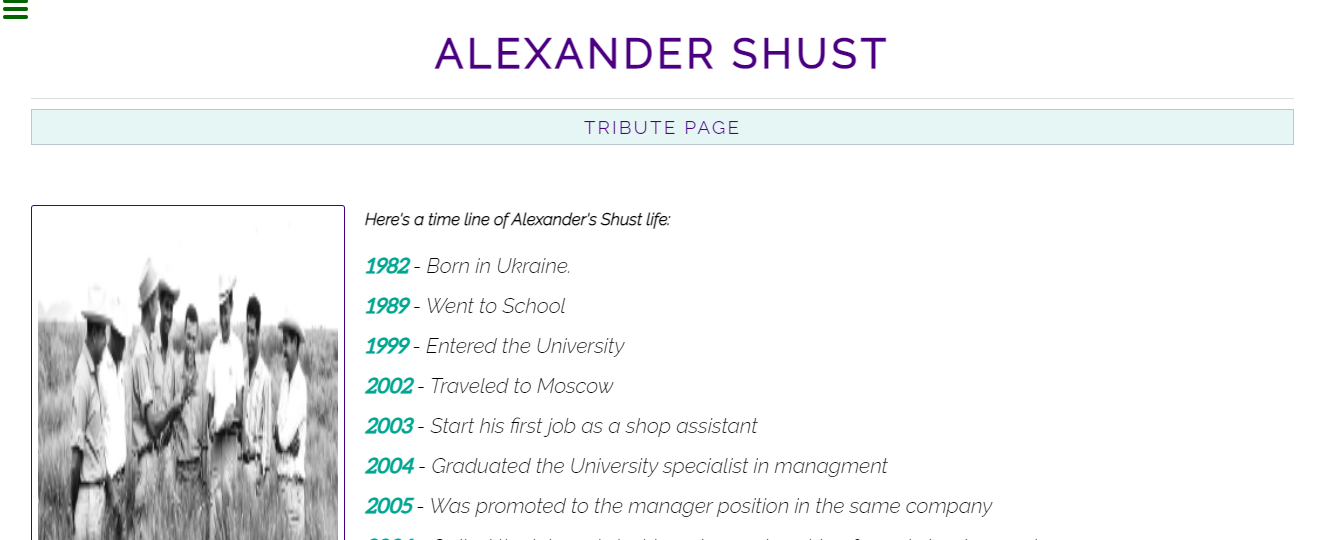 ALEXANDER SHUST
TRIBUTE PAGE
Here's a time line of Alexander's Shust life:
1982 - Born in Ukraine.
1989 - Went to School
1999 - Entered the University
2002 - Traveled to Moscow
2003 - Start his first job as a shop assistant
2004 - Graduated the University specialist in managment
2005 - Was promoted to the manager position in the same company